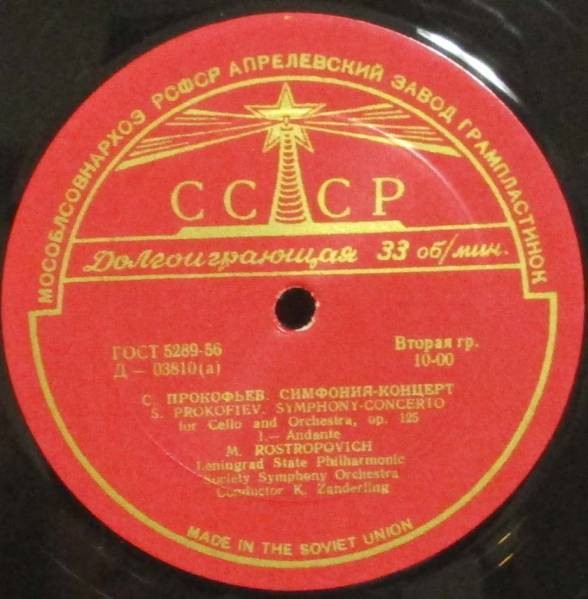 МОСОБЛСОВНАРХОЗ РСФСР АПРЕЛЕВСКИЙ ЗАВОД ГРАМПЛАСТИНОК
СССР
Долгоиграющая 33 об/мин.
ГОСТ 5289-56
Д — 03810(а)
Вторая гр.
10-00
С. ПРОКОФЬЕВ. СИМФОНИЯ-КОНЦЕРТ
S. PROKOFIEV. SYMPHONY-CONCERTO
for Cello and Orchestra, op. 125
1.— Andante
M. ROSTROPOVICH
Leningrad State Philharmonic
Society Symphony Orchestra
Conductor K. Zanderling
MADE IN THE SOVIET UNION